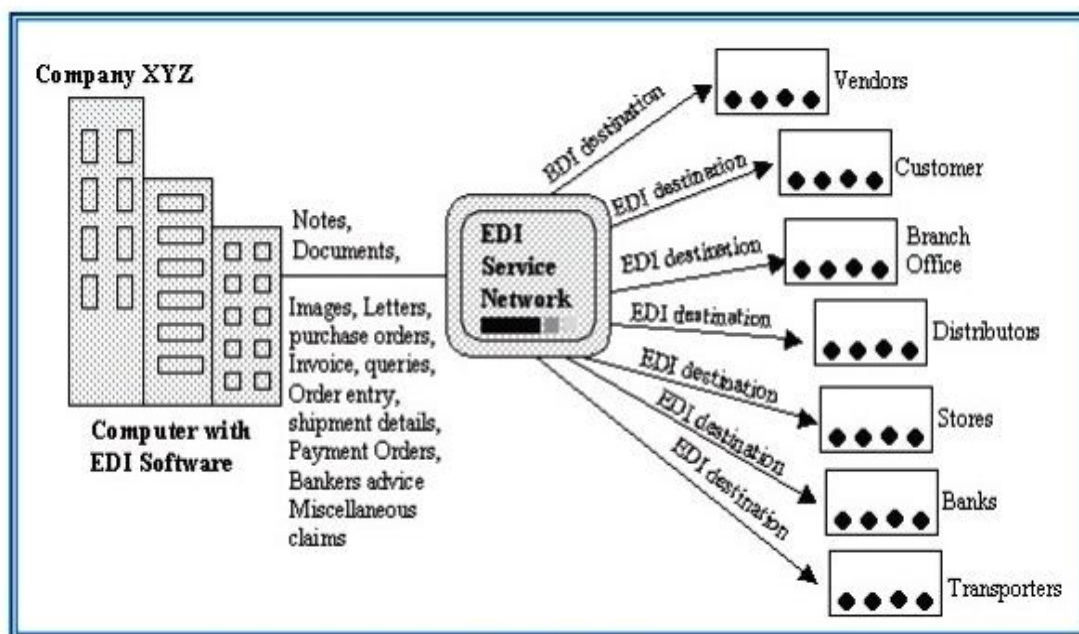 Company XYZ
Computer with
EDI Software
Notes,
Documents,
Images, Letters,
purchase orders,
Invoice, queries,
Order entry,
shipment details,
Payment Orders,
Bankers advice
Miscellaneous
claims
EDI
Service
Network
EDI destination
Vendors
EDI destination
Customer
EDI destination
Branch
Office
EDI destination
Distributors
EDI destination
Stores
EDI destination
Banks
EDI destination
Transporters